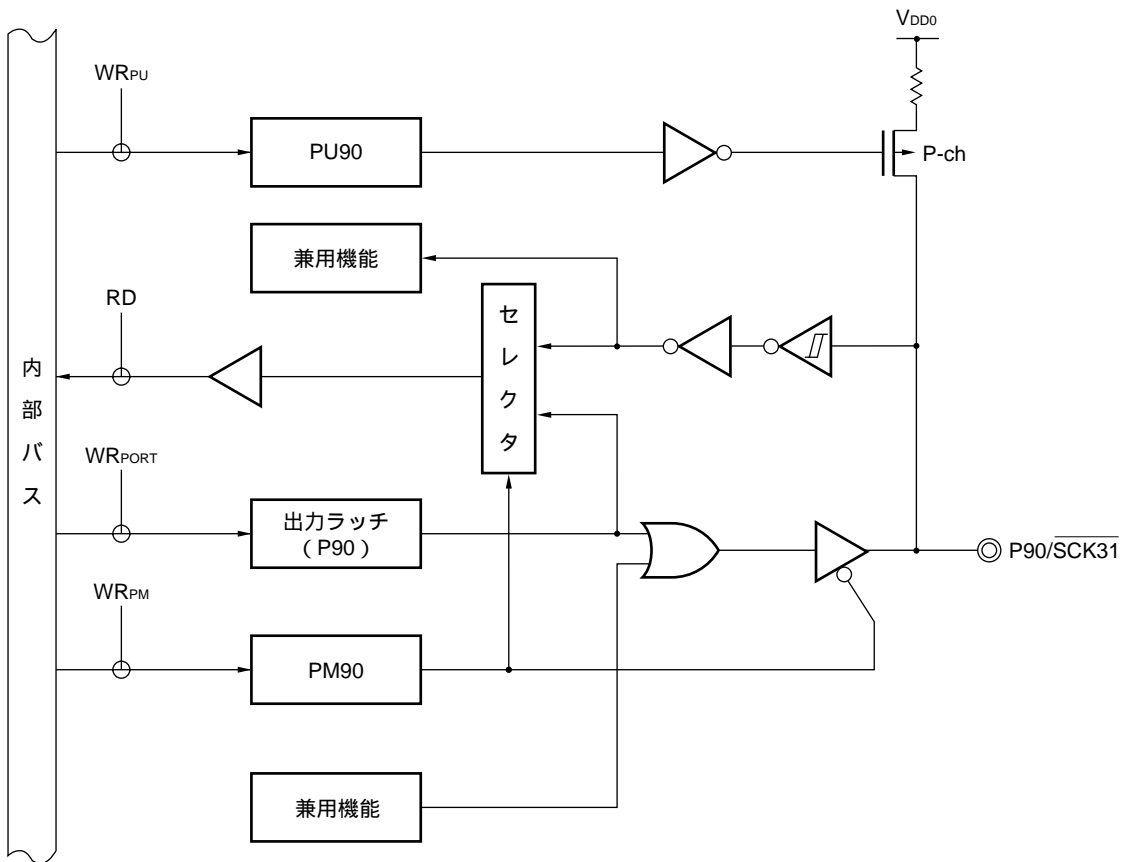 VDD0
WRPU
PU90
P-ch
兼用機能
RD
セレクタ
内部バス
WRPORT
出力ラッチ
(P90)
P90/SCK31
WRPM
PM90
兼用機能